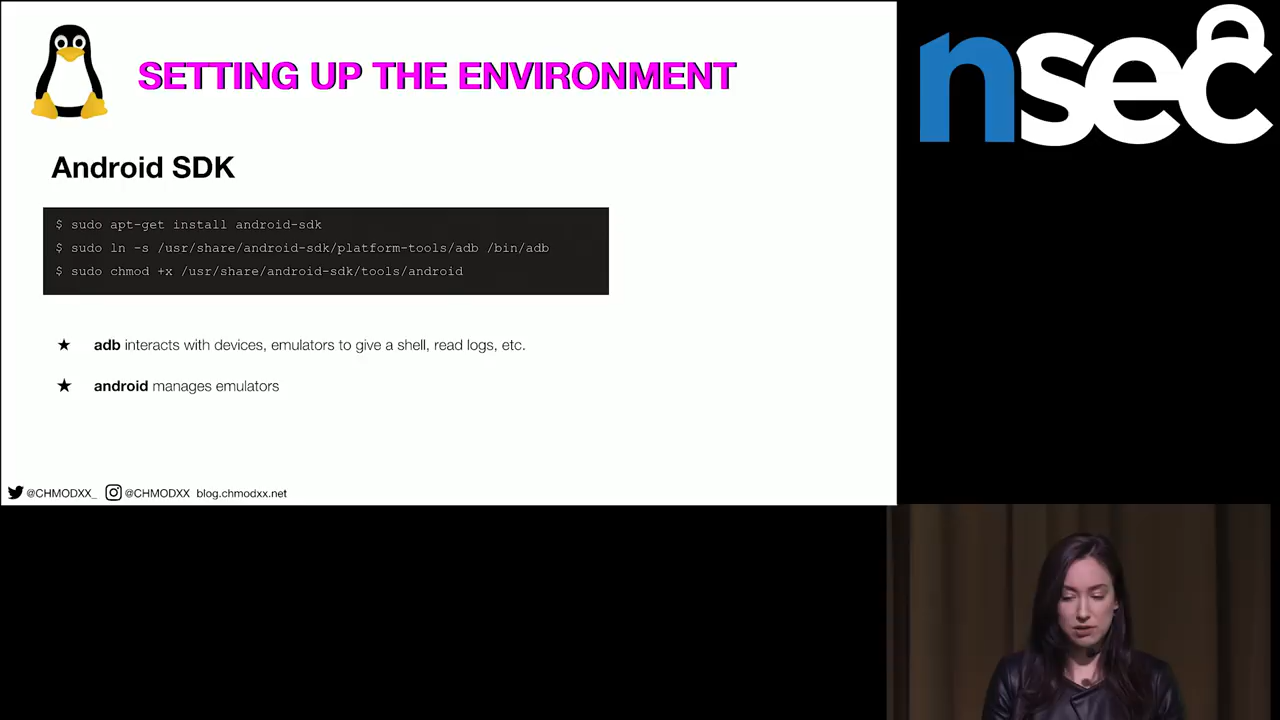 SETTING UP THE ENVIRONMENT
nsec
Android SDK
$ sudo apt-get install android-sdk
$ sudo ln -s /usr/share/android-sdk/platform-tools/adb /bin/adb
$ sudo chmod +x /usr/share/android-sdk/tools/android
★ adb interacts with devices, emulators to give a shell, read logs, etc.
★ android manages emulators
@CHMODXX_ @CHMODXX blog.chmodxx.net